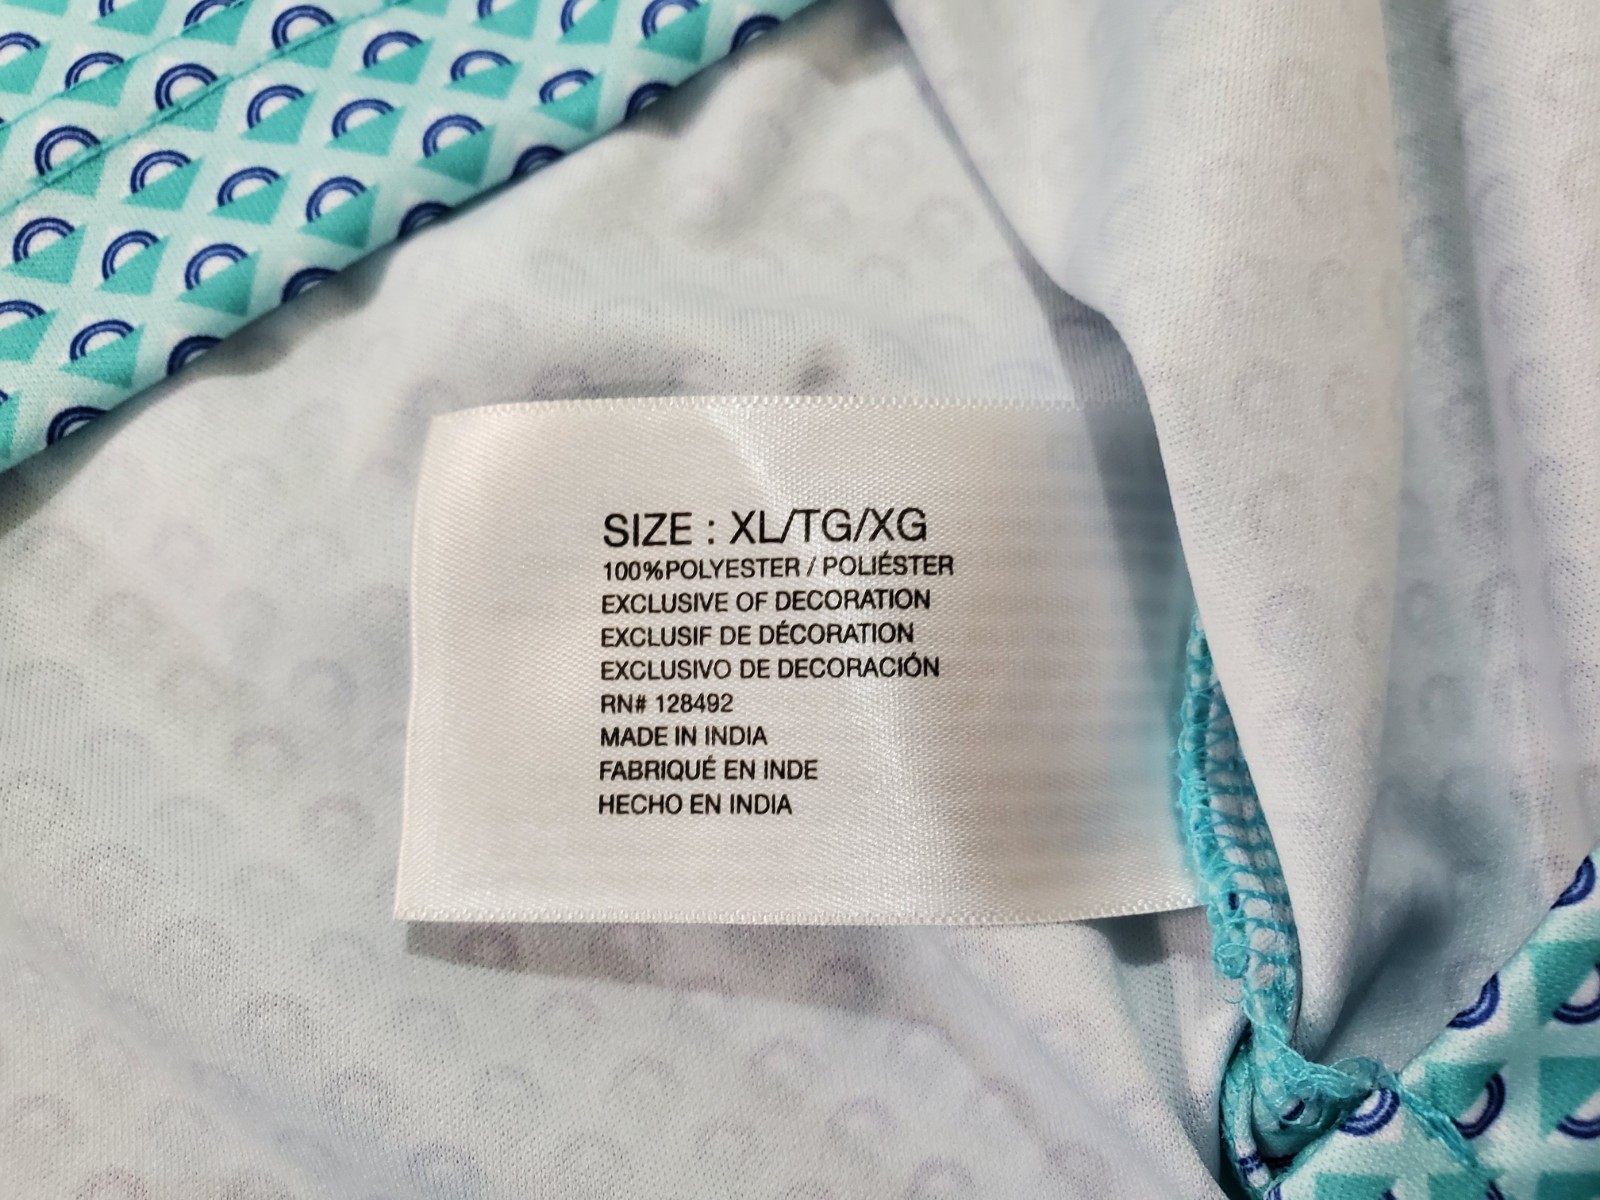 SIZE : XL/TG/XG
100%POLYESTER / POLIÉSTER
EXCLUSIVE OF DECORATION
EXCLUSIF DE DÉCORATION
EXCLUSIVO DE DECORACIÓN
RN# 128492
MADE IN INDIA
FABRIQUÉ EN INDE
HECHO EN INDIA